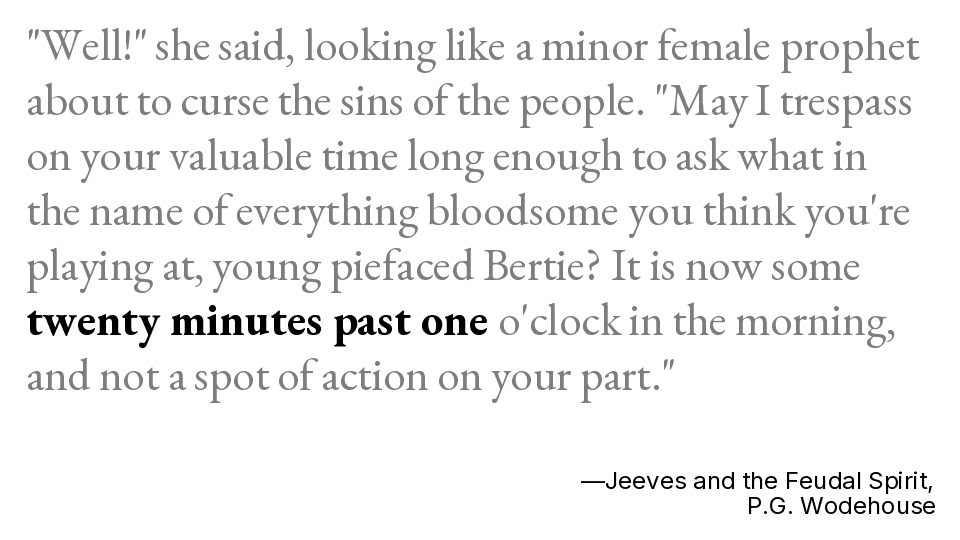 "Well!" she said, looking like a minor female prophet
about to curse the sins of the people. "May I trespass
on your valuable time long enough to ask what in
the name of everything bloodsome you think you're
playing at, young piefaced Bertie? It is now some
twenty minutes past one o'clock in the morning,
and not a spot of action on your part."
—Jeeves and the Feudal Spirit,
P.G. Wodehouse